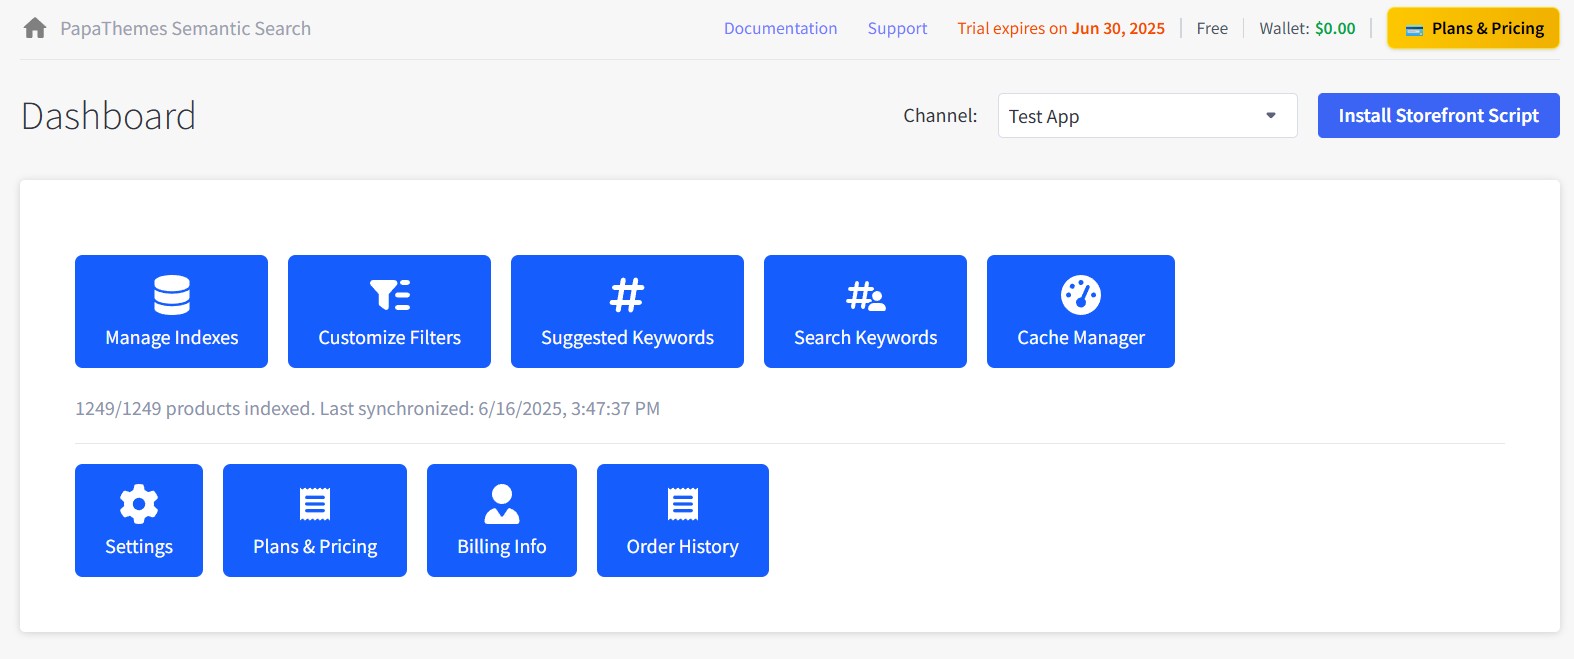 PapaThemes Semantic Search Documentation Support Trial expires on Jun 30, 2025 Free Wallet: $0.00 Plans & Pricing
Dashboard Channel: Test App Install Storefront Script
Manage Indexes Customize Filters Suggested Keywords Search Keywords Cache Manager
1249/1249 products indexed. Last synchronized: 6/16/2025, 3:47:37 PM
Settings Plans & Pricing Billing Info Order History